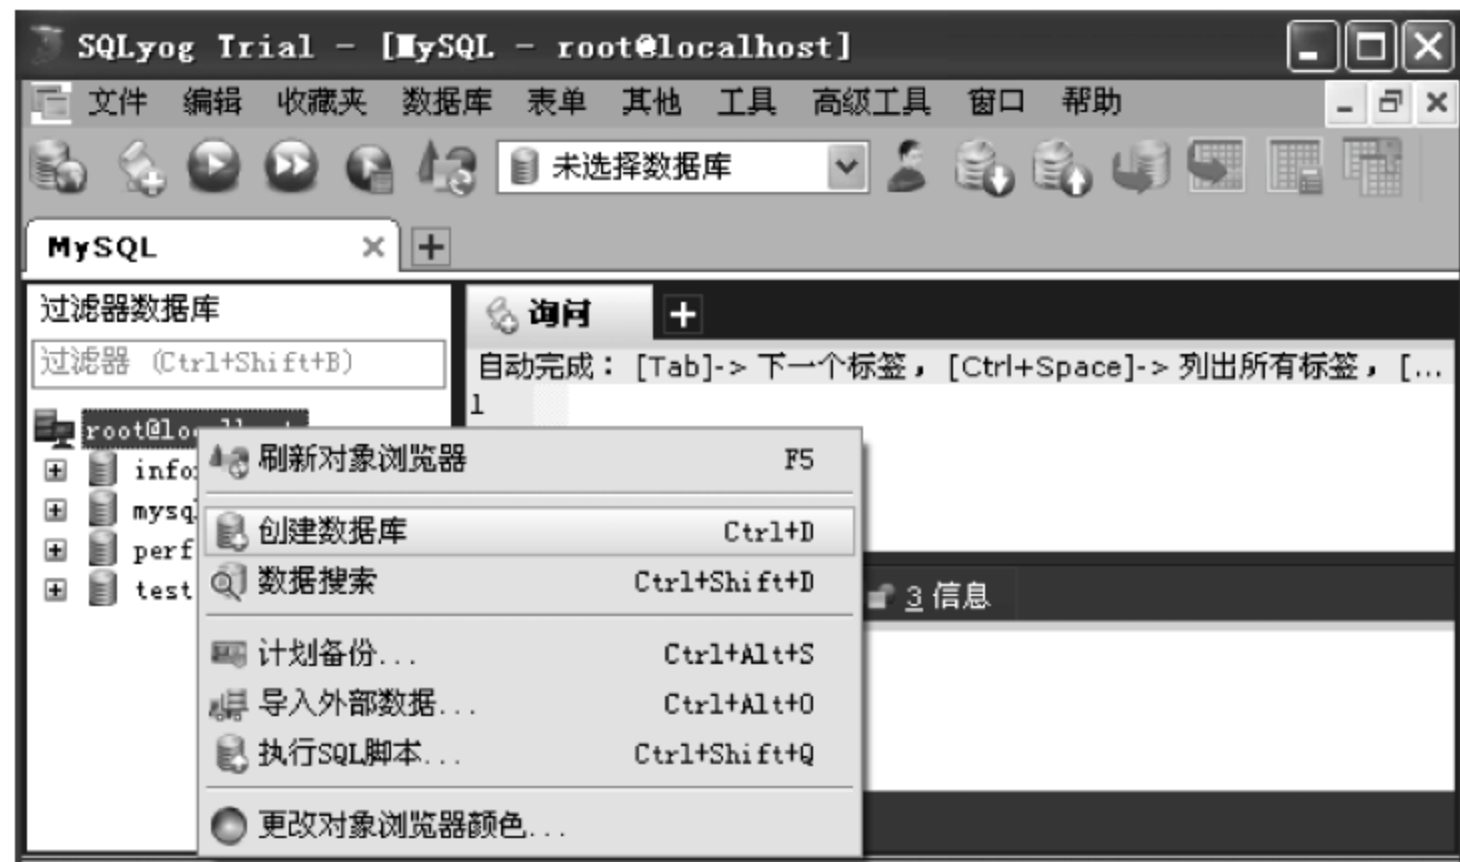 SQLyog Trial - [MySQL - root@localhost]
文件 编辑 收藏夹 数据库 表单 其他 工具 高级工具 窗口 帮助
未选择数据库
MySQL
过滤器数据库
过滤器 (Ctrl+Shift+B)
询问
自动完成： [Tab]-> 下一个标签， [Ctrl+Space]-> 列出所有标签， [...
1
刷新对象浏览器 F5
创建数据库 Ctrl+D
数据搜索 Ctrl+Shift+D
计划备份... Ctrl+Alt+S
导入外部数据... Ctrl+Alt+O
执行SQL脚本... Ctrl+Shift+Q
更改对象浏览器颜色...
mysql
perf
test
3 信息